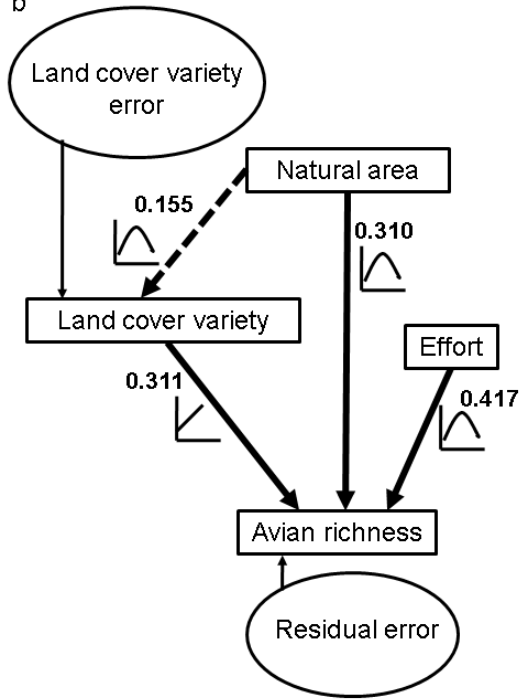 b
Land cover variety
error
Natural area
0.155
0.310
Land cover variety
Effort
0.311
0.417
Avian richness
Residual error